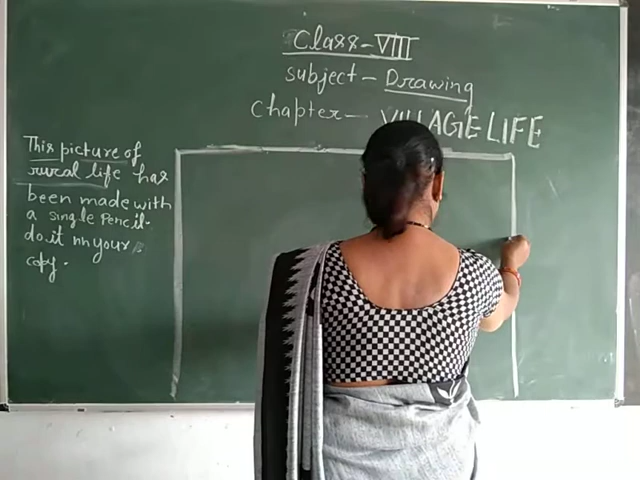 Class-VIII
subject- Drawing
chapter- VILLAGE LIFE
This picture of
rural life has
been made with
a single pencil.
do it in your
copy.